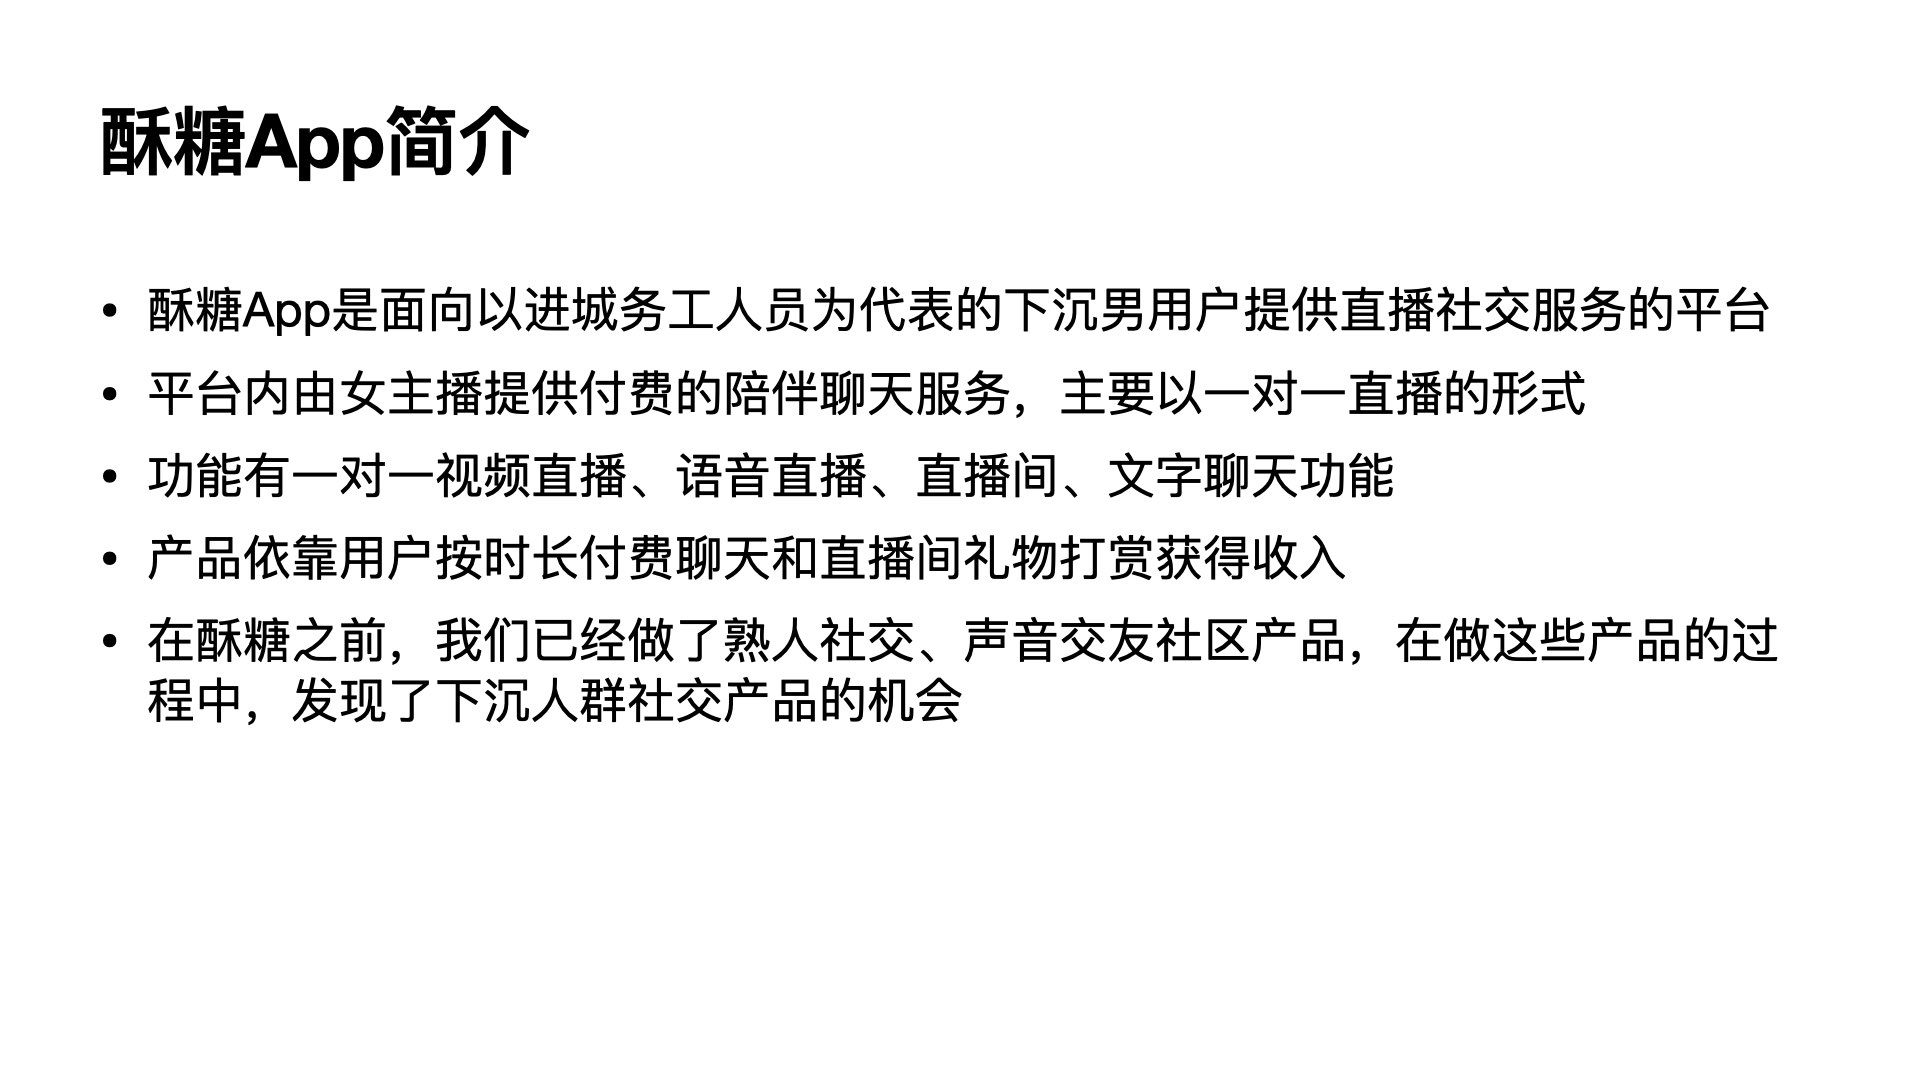 酥糖App简介
• 酥糖App是面向以进城务工人员为代表的下沉男用户提供直播社交服务的平台
• 平台内由女主播提供付费的陪伴聊天服务，主要以一对一直播的形式
• 功能有一对一视频直播、语音直播、直播间、文字聊天功能
• 产品依靠用户按时长付费聊天和直播间礼物打赏获得收入
• 在酥糖之前，我们已经做了熟人社交、声音交友社区产品，在做这些产品的过
程中，发现了下沉人群社交产品的机会